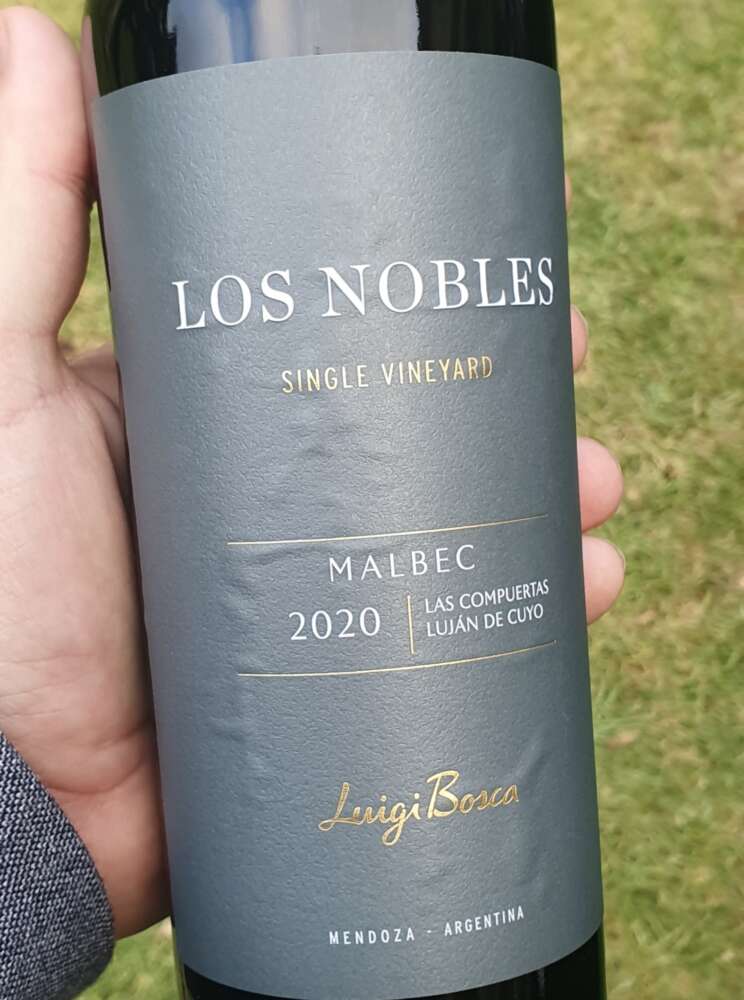 LOS NOBLES
SINGLE VINEYARD
MALBEC
2020
LAS COMPUERTAS
LUJÁN DE CUYO
Luigi Bosca
MENDOZA - ARGENTINA